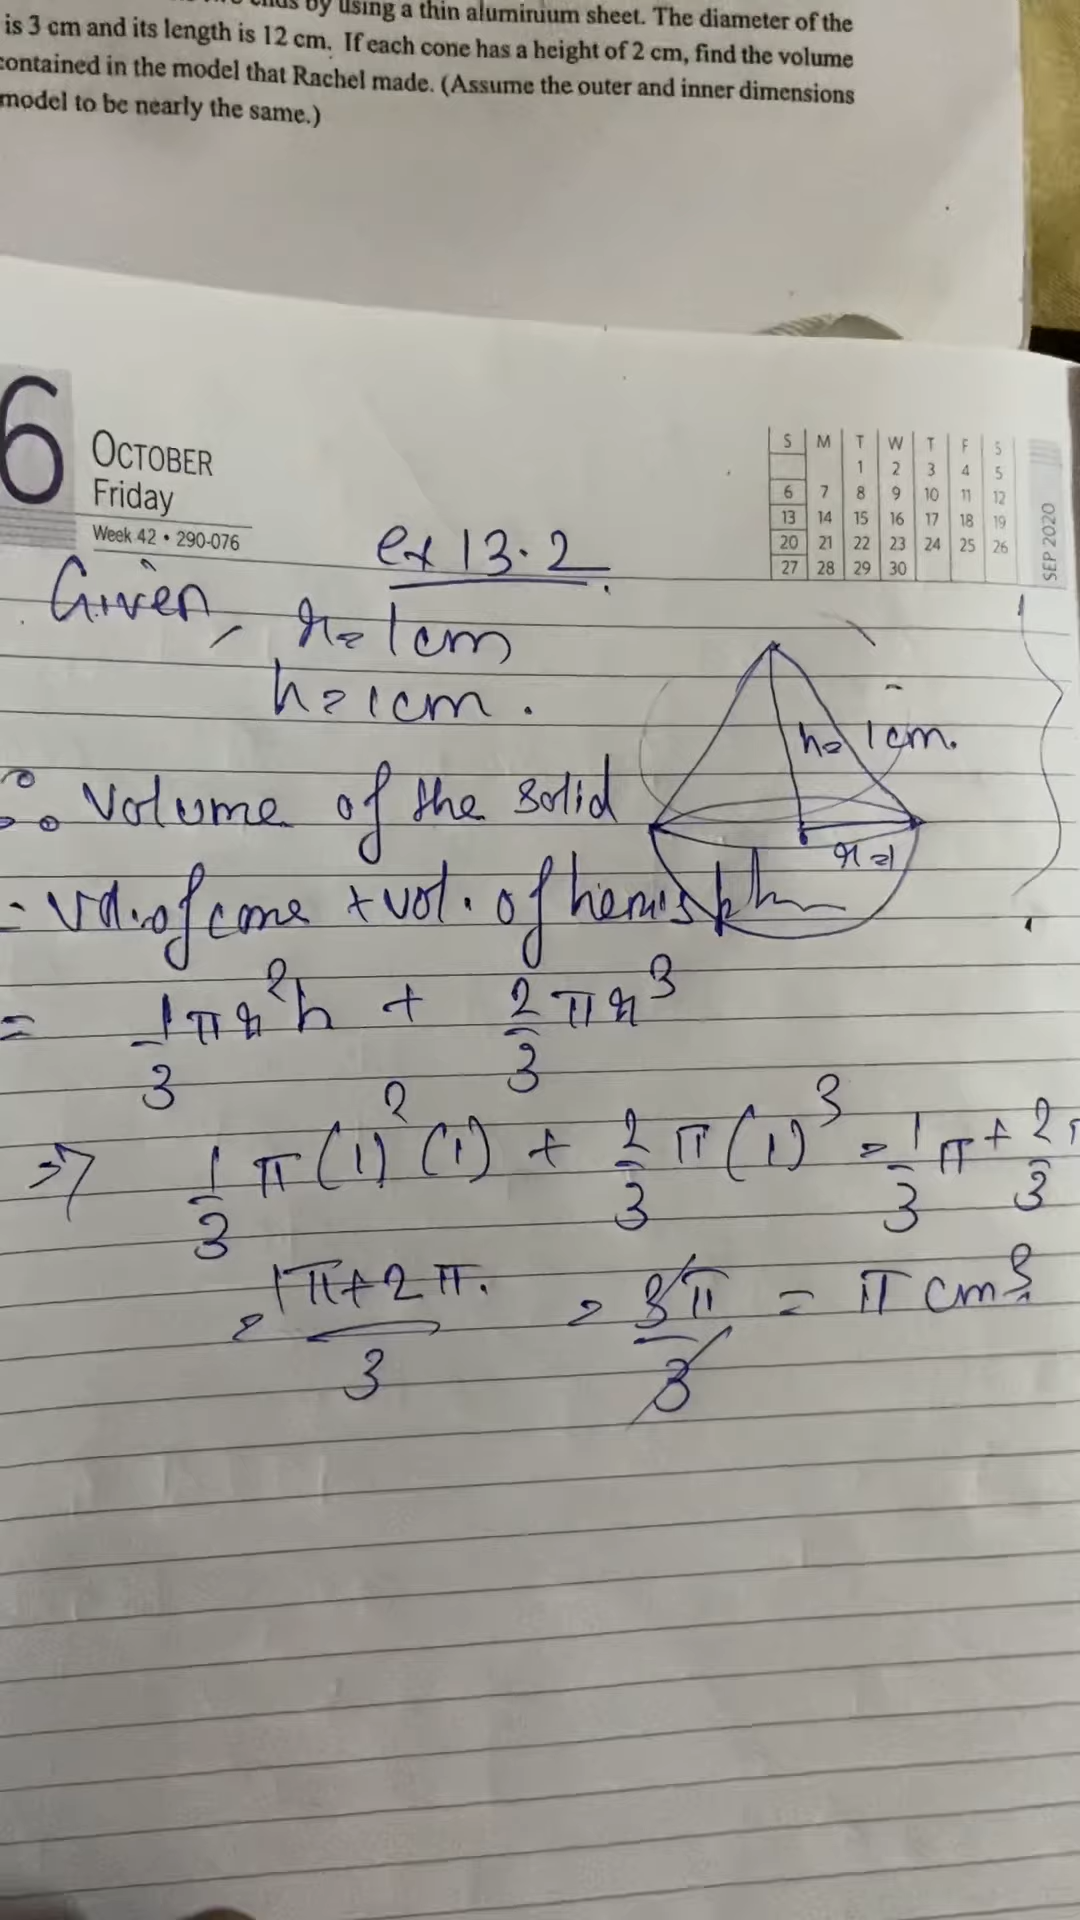 by using a thin aluminium sheet. The diameter of the
is 3 cm and its length is 12 cm. If each cone has a height of 2 cm, find the volume
contained in the model that Rachel made. (Assume the outer and inner dimensions
model to be nearly the same.)
6
OCTOBER
Friday
Week 42 • 290-076
S M T W T F S
1 2 3 4 5
6 7 8 9 10 11 12
13 14 15 16 17 18 19
20 21 22 23 24 25 26
27 28 29 30
SEP 2020
ex 13.2
Given, r = 1cm
h = 1cm.
h = 1cm.
r = 1
∴ Volume of the solid
= Vol. of cone + vol. of hemisph
= 1/3 πr²h + 2/3 πr³
⇒ 1/3 π(1)²(1) + 2/3 π(1)³ = 1/3 π + 2/3 π
= 1π+2π/3 = 3π/3 = π cm³